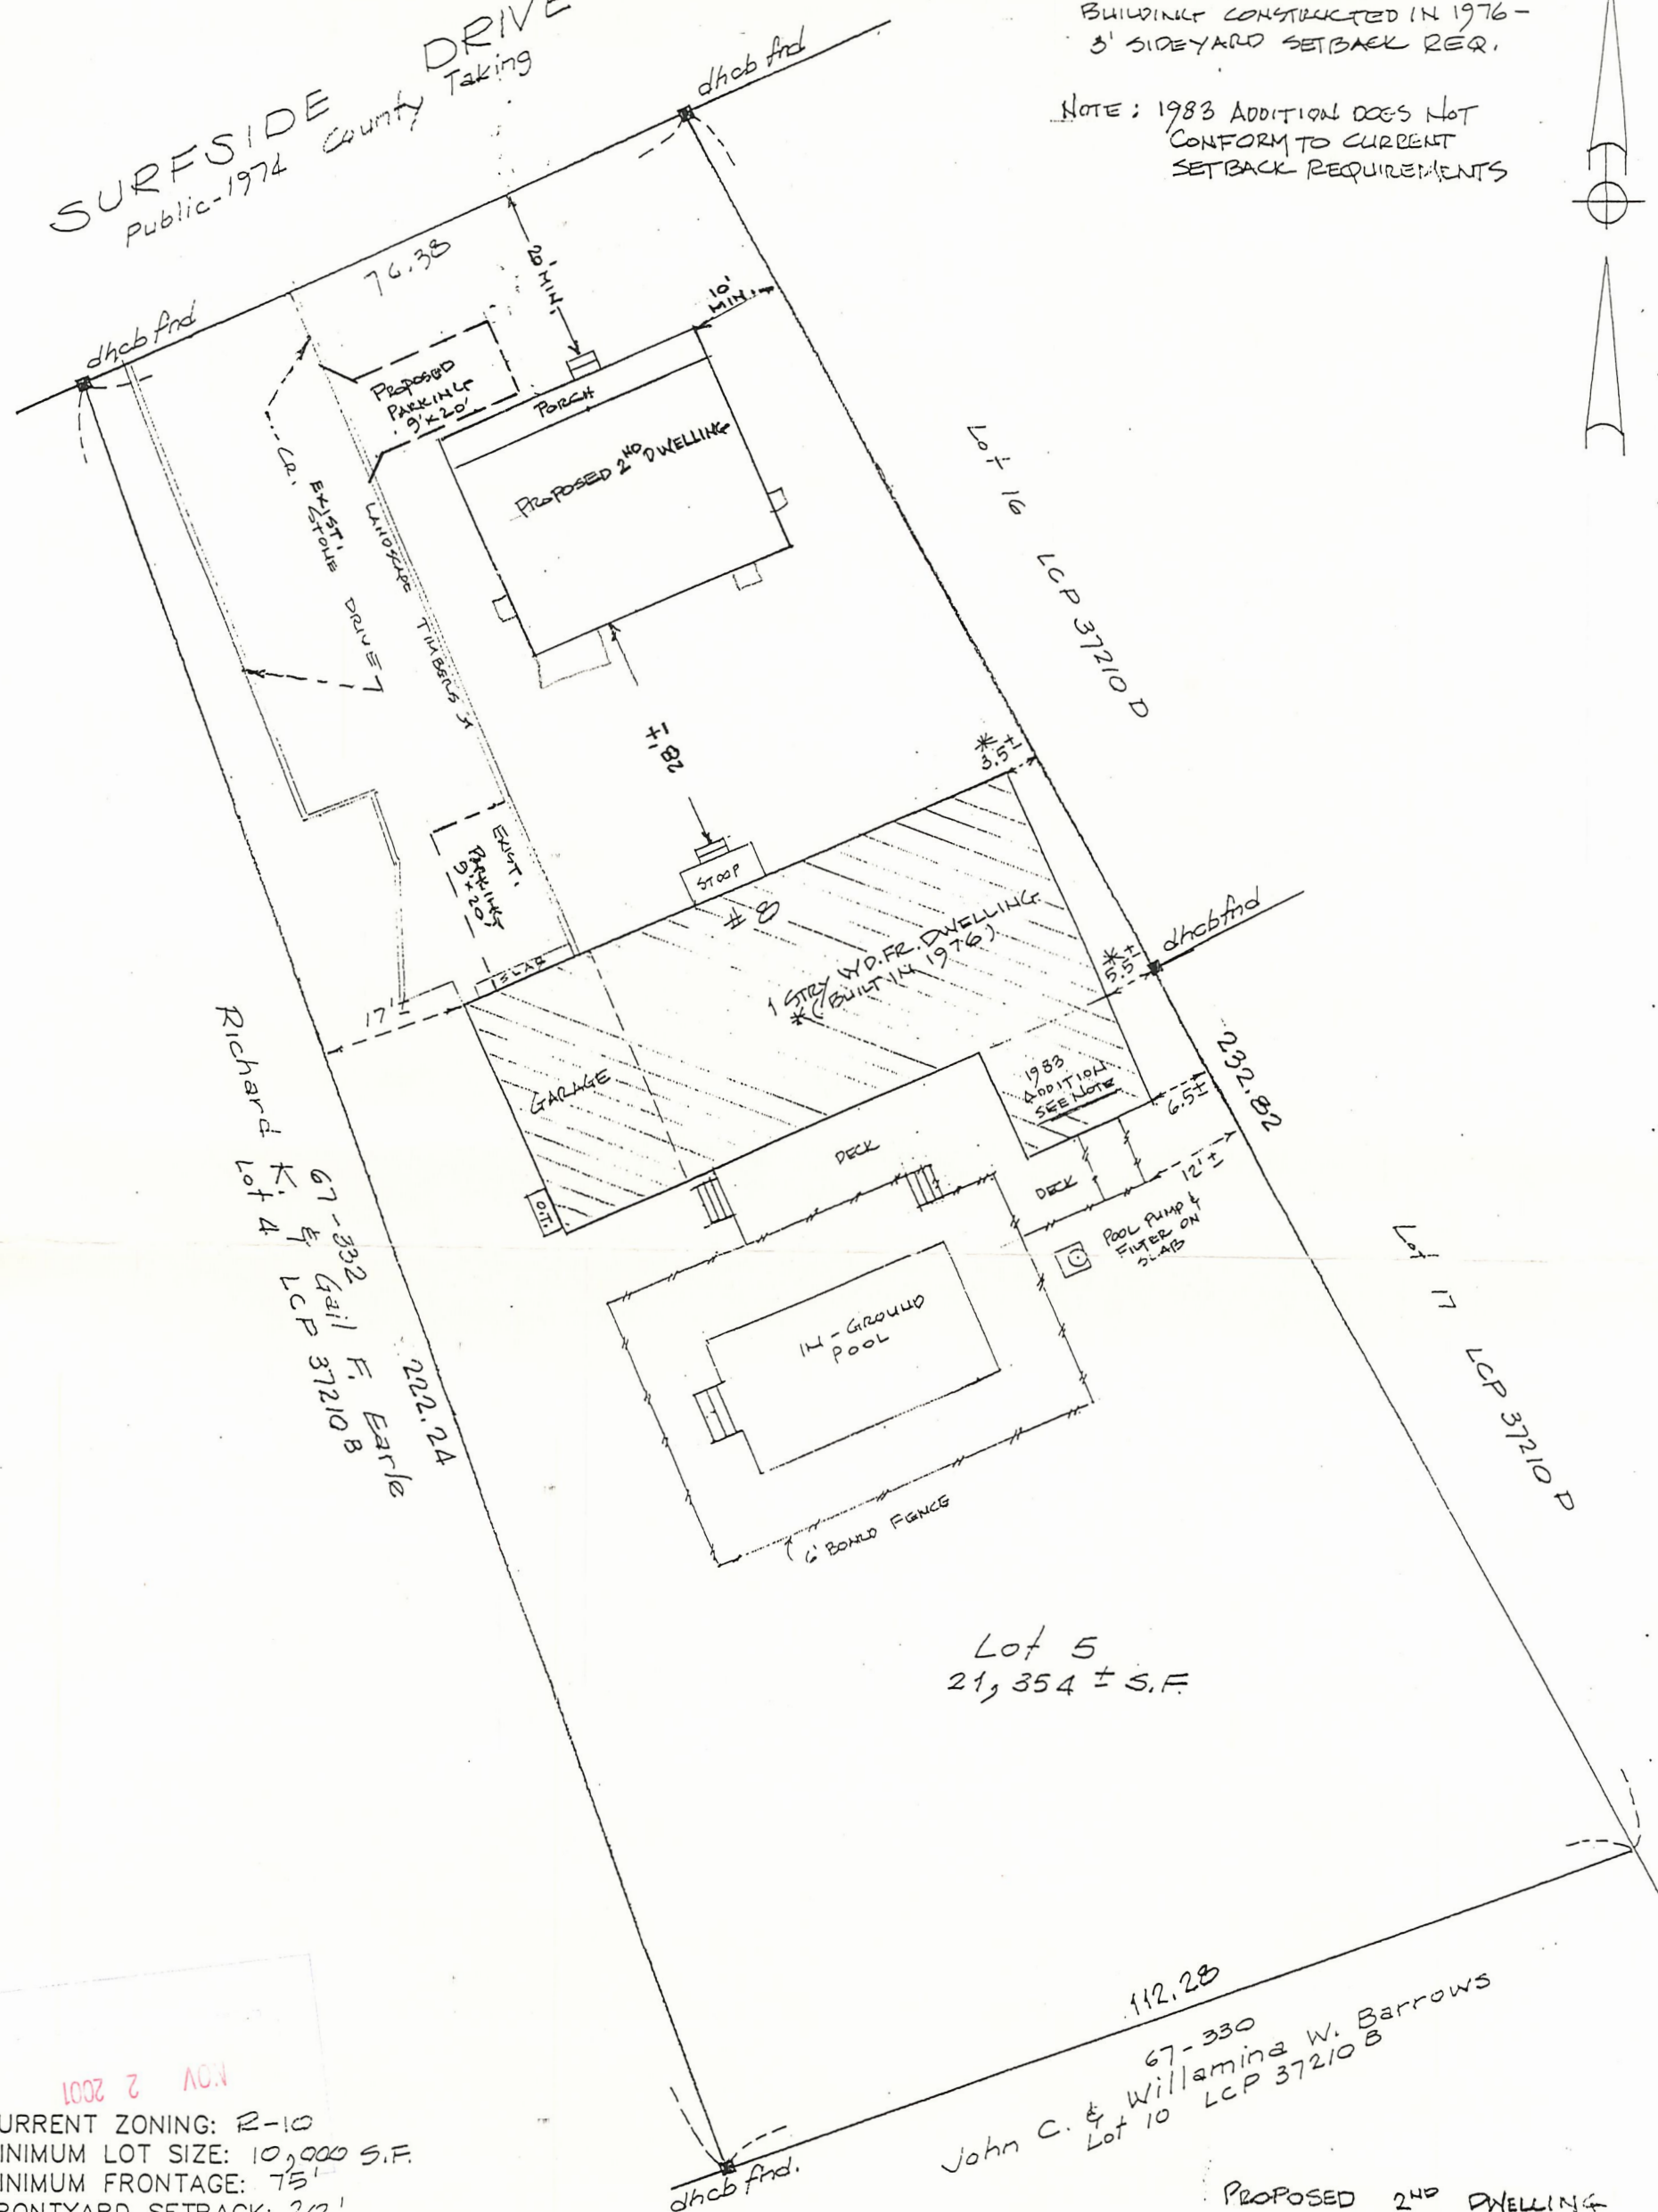 SURFSIDE DRIVE
Public-1974 County Taking
BUILDING CONSTRUCTED IN 1976-
3' SIDEYARD SETBACK REQ.
NOTE: 1983 ADDITION DOES NOT
CONFORM TO CURRENT
SETBACK REQUIREMENTS
dhcb fnd
dhcb fnd
76.38
20' MIN.
10'
MIN.
PROPOSED
PARKING
9'x20'
PORCH
PROPOSED 2ND DWELLING
CR.
EXIST.
STONE DRIVE
LANDSCAPE TIMBERS
Lot 16 LCP 37210 D
28'±
* 3.5'±
EXIST.
PARKING
9'x20'
STOOP
SLAB
# 8
1 STRY WD. FR. DWELLING
*(BUILT IN 1976)
* 5.5'±
dhcb fnd
17'±
GARAGE
1983
ADDITION
SEE NOTE
6.5'±
232.82
DECK
DECK
12'±
O.T.
POOL PUMP &
FILTER ON
SLAB
IN-GROUND
POOL
67-332
Richard K. & Gail F. Earle
Lot 4 LCP 37210 B
222.24
Lot 17 LCP 37210 D
6' BOARD FENCE
Lot 5
21,354 ± S.F.
112.28
67-330
John C. & Willamina W. Barrows
Lot 10 LCP 37210 B
dhcb fnd.
NOV 2 2001
URRENT ZONING: R-10
INIMUM LOT SIZE: 10,000 S.F.
INIMUM FRONTAGE: 75'
RONTYARD SETBACK: 20'
PROPOSED 2ND DWELLING